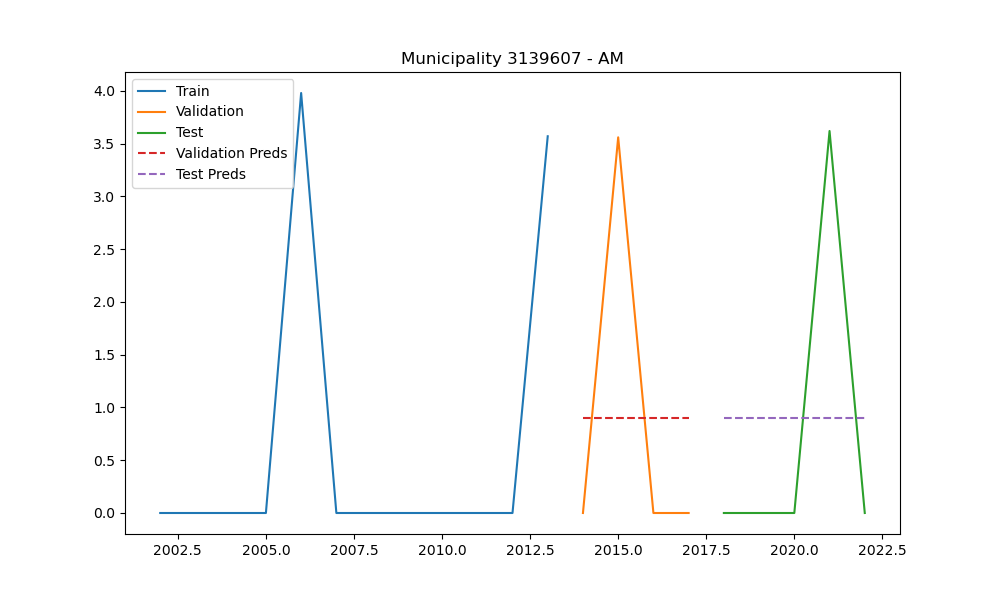 Municipality 3139607 - AM
Train
Validation
Test
Validation Preds
Test Preds
4.0
3.5
3.0
2.5
2.0
1.5
1.0
0.5
0.0
2002.5 2005.0 2007.5 2010.0 2012.5 2015.0 2017.5 2020.0 2022.5